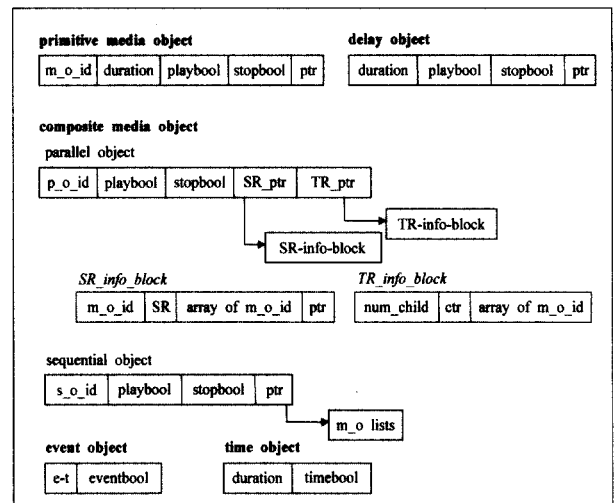 primitive media object
m_o_id duration playbool stopbool ptr
delay object
duration playbool stopbool ptr
composite media object
parallel object
p_o_id playbool stopbool SR_ptr TR_ptr
TR-info-block
SR-info-block
SR_info_block
m_o_id SR array of m_o_id ptr
TR_info_block
num_child ctr array of m_o_id
sequential object
s_o_id playbool stopbool ptr
m_o lists
event object
e-t eventbool
time object
duration timebool